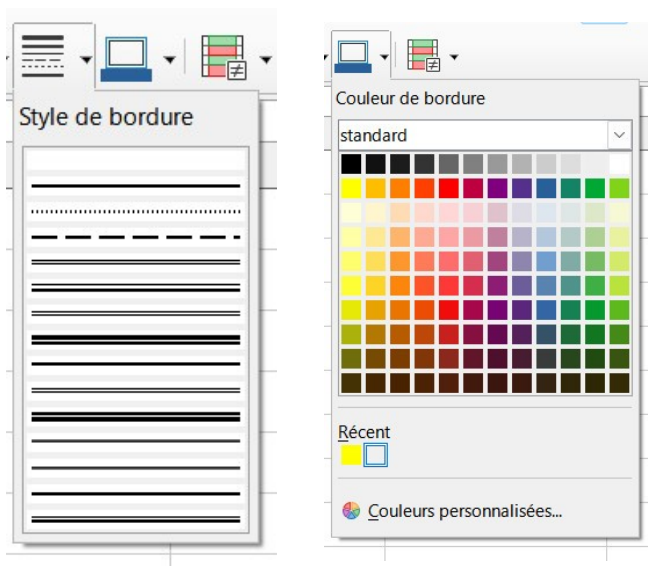 Style de bordure
Couleur de bordure
standard
Récent
Couleurs personnalisées...